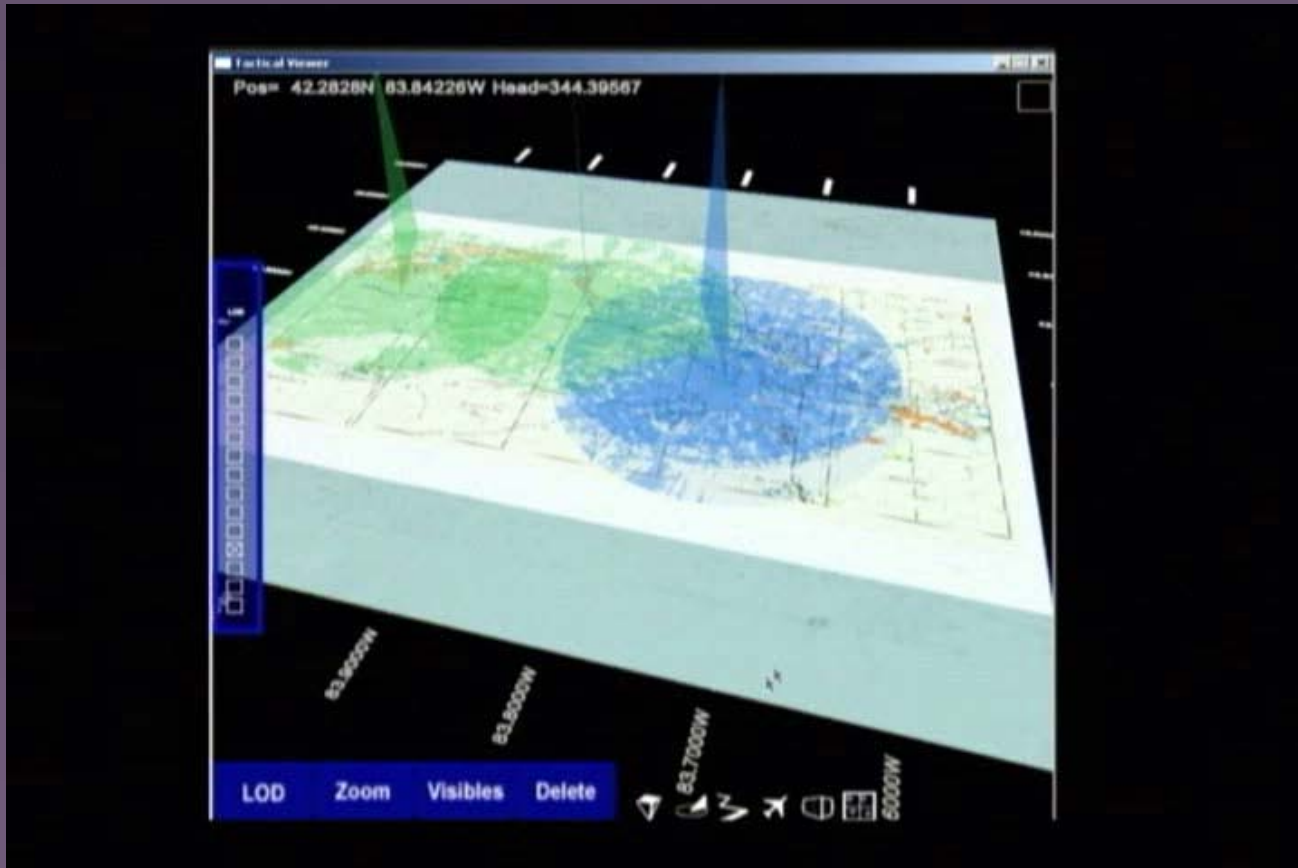 Tactical Viewer
Pos= 42.2828N 83.84226W Head=344.39567
LOD
83.9000W
83.8000W
83.7000W
6000W
LOD Zoom Visibles Delete